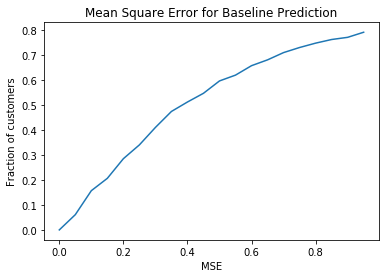 Mean Square Error for Baseline Prediction
0.8
0.7
0.6
0.5
0.4
0.3
0.2
0.1
0.0
Fraction of customers
0.0 0.2 0.4 0.6 0.8
MSE